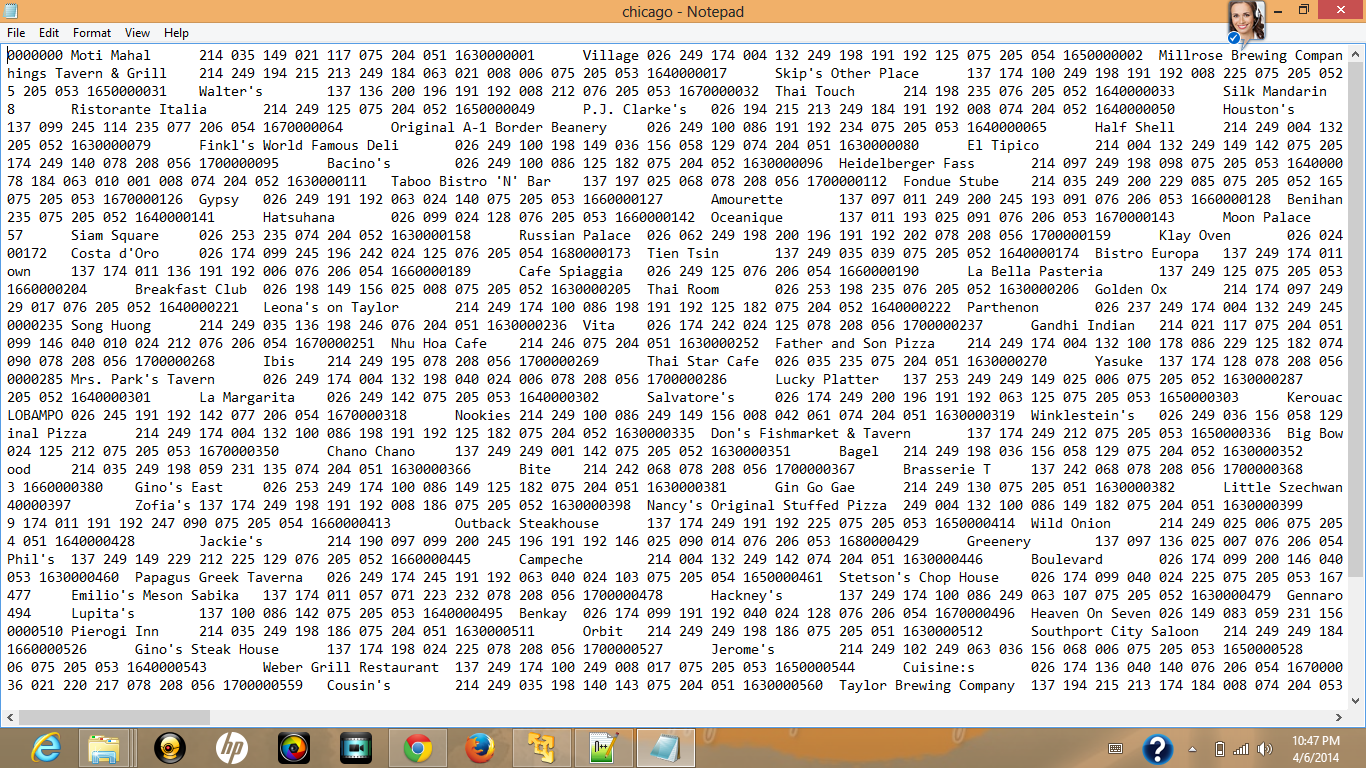 chicago - Notepad
File Edit Format View Help
0000000 Moti Mahal 214 035 149 021 117 075 204 051 1630000001 Village 026 249 174 004 132 249 198 191 192 125 075 205 054 1650000002 Millrose Brewing Compan
hings Tavern & Grill 214 249 194 215 213 249 184 063 021 008 006 075 205 053 1640000017 Skip's Other Place 137 174 100 249 198 191 192 008 225 075 205 052
5 205 053 1650000031 Walter's 137 136 200 196 191 192 008 212 076 205 053 1670000032 Thai Touch 214 198 235 076 205 052 1640000033 Silk Mandarin
8 Ristorante Italia 214 249 125 075 204 052 1650000049 P.J. Clarke's 026 194 215 213 249 184 191 192 008 074 204 052 1640000050 Houston's
137 099 245 114 235 077 206 054 1670000064 Original A-1 Border Beanery 026 249 100 086 191 192 234 075 205 053 1640000065 Half Shell 214 249 004 132
205 052 1630000079 Finkl's World Famous Deli 026 249 100 198 149 036 156 058 129 074 204 051 1630000080 El Tipico 214 004 132 249 149 142 075 205
174 249 140 078 208 056 1700000095 Bacino's 026 249 100 086 125 182 075 204 052 1630000096 Heidelberger Fass 214 097 249 198 098 075 205 053 1640000
78 184 063 010 001 008 074 204 052 1630000111 Taboo Bistro 'N' Bar 137 197 025 068 078 208 056 1700000112 Fondue Stube 214 035 249 200 229 085 075 205 052 165
075 205 053 1670000126 Gypsy 026 249 191 192 063 024 140 075 205 053 1660000127 Amourette 137 097 011 249 200 245 193 091 076 206 053 1660000128 Benihan
235 075 205 052 1640000141 Hatsuhana 026 099 024 128 076 205 053 1660000142 Oceanique 137 011 193 025 091 076 206 053 1670000143 Moon Palace
57 Siam Square 026 253 235 074 204 052 1630000158 Russian Palace 026 062 249 198 200 196 191 192 202 078 208 056 1700000159 Klay Oven 026 024
00172 Costa d'Oro 026 174 099 245 196 242 024 125 076 205 054 1680000173 Tien Tsin 137 249 035 039 075 205 052 1640000174 Bistro Europa 137 249 174 011
own 137 174 011 136 191 192 006 076 206 054 1660000189 Cafe Spiaggia 026 249 125 076 206 054 1660000190 La Bella Pasteria 137 249 125 075 205 053
1660000204 Breakfast Club 026 198 149 156 025 008 075 205 052 1630000205 Thai Room 026 253 198 235 076 205 052 1630000206 Golden Ox 214 174 097 249
29 017 076 205 052 1640000221 Leona's on Taylor 214 249 174 100 086 198 191 192 125 182 075 204 052 1640000222 Parthenon 026 237 249 174 004 132 249 245
0000235 Song Huong 214 249 035 136 198 246 076 204 051 1630000236 Vita 026 174 242 024 125 078 208 056 1700000237 Gandhi Indian 214 021 117 075 204 051
099 146 040 010 024 212 076 206 054 1670000251 Nhu Hoa Cafe 214 246 075 204 051 1630000252 Father and Son Pizza 214 249 174 004 132 100 178 086 229 125 182 074
090 078 208 056 1700000268 Ibis 214 249 195 078 208 056 1700000269 Thai Star Cafe 026 035 235 075 204 051 1630000270 Yasuke 137 174 128 078 208 056
0000285 Mrs. Park's Tavern 026 249 174 004 132 198 040 024 006 078 208 056 1700000286 Lucky Platter 137 253 249 249 149 025 006 075 205 052 1630000287
205 052 1640000301 La Margarita 026 249 142 075 205 053 1640000302 Salvatore's 026 174 249 200 196 191 192 063 125 075 205 053 1650000303 Kerouac
LOBAMPO 026 245 191 192 142 077 206 054 1670000318 Nookies 214 249 100 086 249 149 156 008 042 061 074 204 051 1630000319 Winklestein's 026 249 036 156 058 129
inal Pizza 214 249 174 004 132 100 086 198 191 192 125 182 075 204 052 1630000335 Don's Fishmarket & Tavern 137 174 249 212 075 205 053 1650000336 Big Bow
024 125 212 075 205 053 1670000350 Chano Chano 137 249 249 001 142 075 205 052 1630000351 Bagel 214 249 198 036 156 058 129 075 204 052 1630000352
ood 214 035 249 198 059 231 135 074 204 051 1630000366 Bite 214 242 068 078 208 056 1700000367 Brasserie T 137 242 068 078 208 056 1700000368
3 1660000380 Gino's East 026 253 249 174 100 086 149 125 182 075 204 051 1630000381 Gin Go Gae 214 249 130 075 205 051 1630000382 Little Szechwan
40000397 Zofia's 137 174 249 198 191 192 008 186 075 205 052 1630000398 Nancy's Original Stuffed Pizza 249 004 132 100 086 149 182 075 204 051 1630000399
9 174 011 191 192 247 090 075 205 054 1660000413 Outback Steakhouse 137 174 249 191 192 225 075 205 053 1650000414 Wild Onion 214 249 025 006 075 205
4 051 1640000428 Jackie's 214 190 097 099 200 245 196 191 192 146 025 090 014 076 206 053 1680000429 Greenery 137 097 136 025 007 076 206 054
Phil's 137 249 149 229 212 225 129 076 205 052 1660000445 Campeche 214 004 132 249 142 074 204 051 1630000446 Boulevard 026 174 099 200 146 040
053 1630000460 Papagus Greek Taverna 026 249 174 245 191 192 063 040 024 103 075 205 054 1650000461 Stetson's Chop House 026 174 099 040 024 225 075 205 053 167
477 Emilio's Meson Sabika 137 174 011 057 071 223 232 078 208 056 1700000478 Hackney's 137 249 174 100 086 249 063 107 075 205 052 1630000479 Gennaro
494 Lupita's 137 100 086 142 075 205 053 1640000495 Benkay 026 174 099 191 192 040 024 128 076 206 054 1670000496 Heaven On Seven 026 149 083 059 231 156
0000510 Pierogi Inn 214 035 249 198 186 075 204 051 1630000511 Orbit 214 249 249 198 186 075 205 051 1630000512 Southport City Saloon 214 249 249 184
1660000526 Gino's Steak House 137 174 198 024 225 078 208 056 1700000527 Jerome's 214 249 102 249 063 036 156 068 006 075 205 053 1650000528
06 075 205 053 1640000543 Weber Grill Restaurant 137 249 174 100 249 008 017 075 205 053 1650000544 Cuisine:s 026 174 136 040 140 076 206 054 1670000
36 021 220 217 078 208 056 1700000559 Cousin's 214 249 035 198 140 143 075 204 051 1630000560 Taylor Brewing Company 137 194 215 213 174 184 008 074 204 053
10:47 PM
4/6/2014